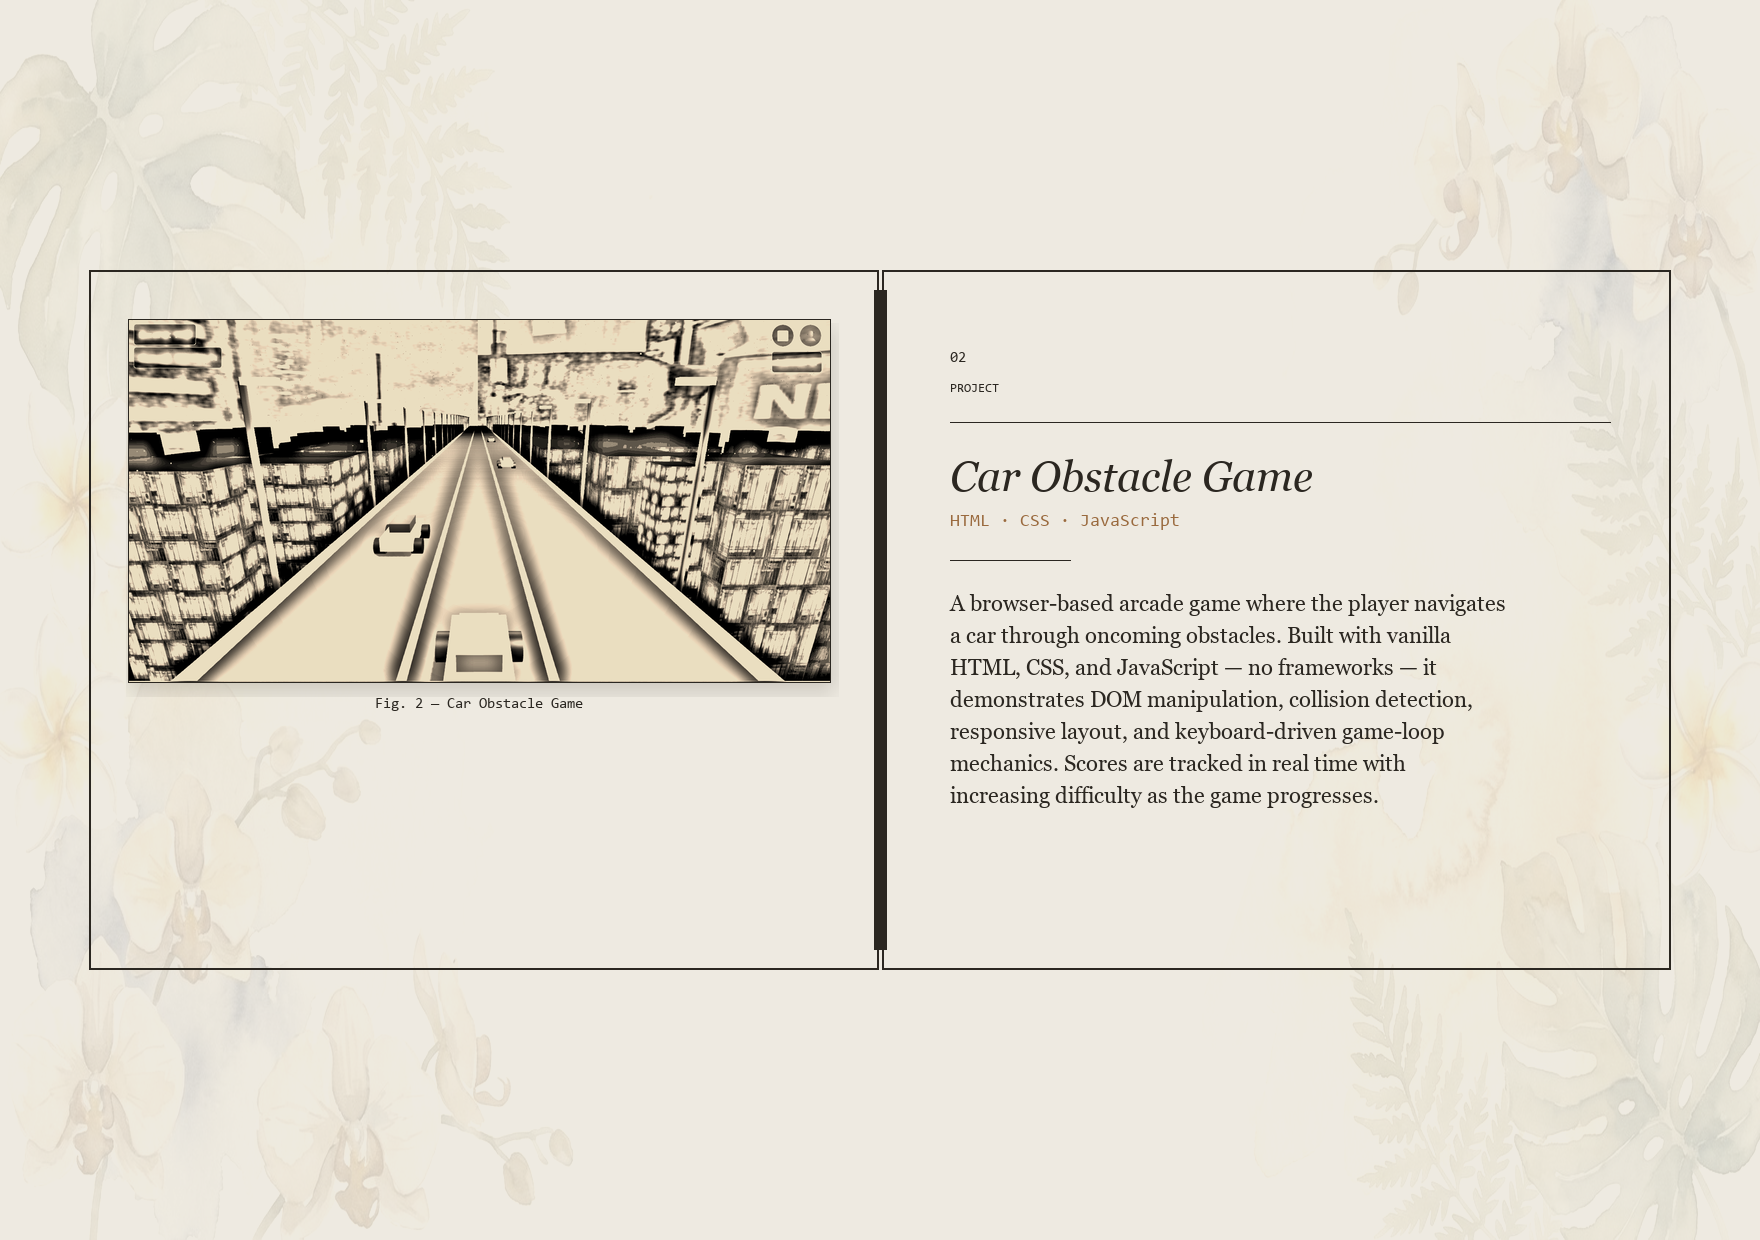 NI
Fig. 2 — Car Obstacle Game
02
PROJECT
Car Obstacle Game
HTML · CSS · JavaScript
A browser-based arcade game where the player navigates
a car through oncoming obstacles. Built with vanilla
HTML, CSS, and JavaScript — no frameworks — it
demonstrates DOM manipulation, collision detection,
responsive layout, and keyboard-driven game-loop
mechanics. Scores are tracked in real time with
increasing difficulty as the game progresses.